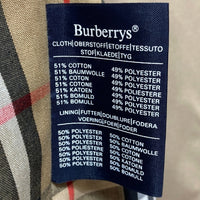 Burberrys®
CLOTH/OBERSTOFF/ETOFFE/TESSUTO
STOF/KLAEDE/TYG
51% COTTON 49% POLYESTER
51% BAUMWOLLE 49% POLYESTER
51% COTON 49% POLYESTER
51% COTONE 49% POLYESTER
51% KATOEN 49% POLYESTER
51% BOMULD 49% POLYESTER
51% BOMULL 49% POLYESTER
LINING/FUTTER/DOUBLURE/FODERA
VOERING/FOER/FODER
50% POLYESTER 50% COTTON
50% POLYESTER 50% BAUMWOLLE
50% POLYESTER 50% COTON
50% POLYESTER 50% COTONE
50% POLYESTER 50% KATOEN
50% POLYESTER 50% BOMULD
50% POLYESTER 50% BOMULL